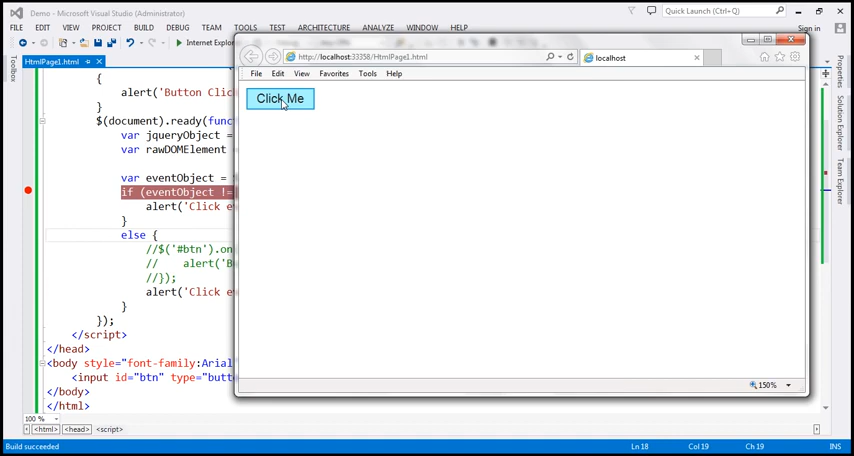 Demo - Microsoft Visual Studio (Administrator)
Quick Launch (Ctrl+Q)
FILE EDIT VIEW PROJECT BUILD DEBUG TEAM TOOLS TEST ARCHITECTURE ANALYZE WINDOW HELP
Sign in
Internet Explor
HtmlPage1.html
Toolbox
{
alert('Button Clic
}
$(document).ready(func
var jqueryObject =
var rawDOMElement =
var eventObject =
if (eventObject !=
alert('Click ev
}
else {
//$('#btn').on
// alert('B
//});
alert('Click ev
}
});
</script>
</head>
<body style="font-family:Arial
<input id="btn" type="butt
</body>
</html>
100 %
<html> <head> <script>
Build succeeded
Ln 18 Col 19 Ch 19 INS
http://localhost:33358/HtmlPage1.html
localhost
File Edit View Favorites Tools Help
Click Me
150%
Properties
Solution Explorer
Team Explorer